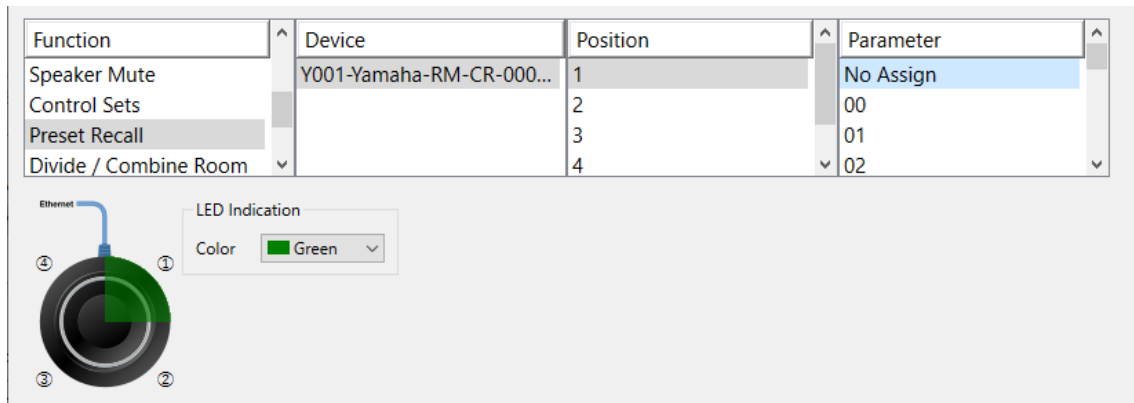 Function Device Position Parameter
Speaker Mute Y001-Yamaha-RM-CR-000... 1 No Assign
Control Sets 2 00
Preset Recall 3 01
Divide / Combine Room 4 02
Ethernet
LED Indication
Color Green
④ ①
③ ②